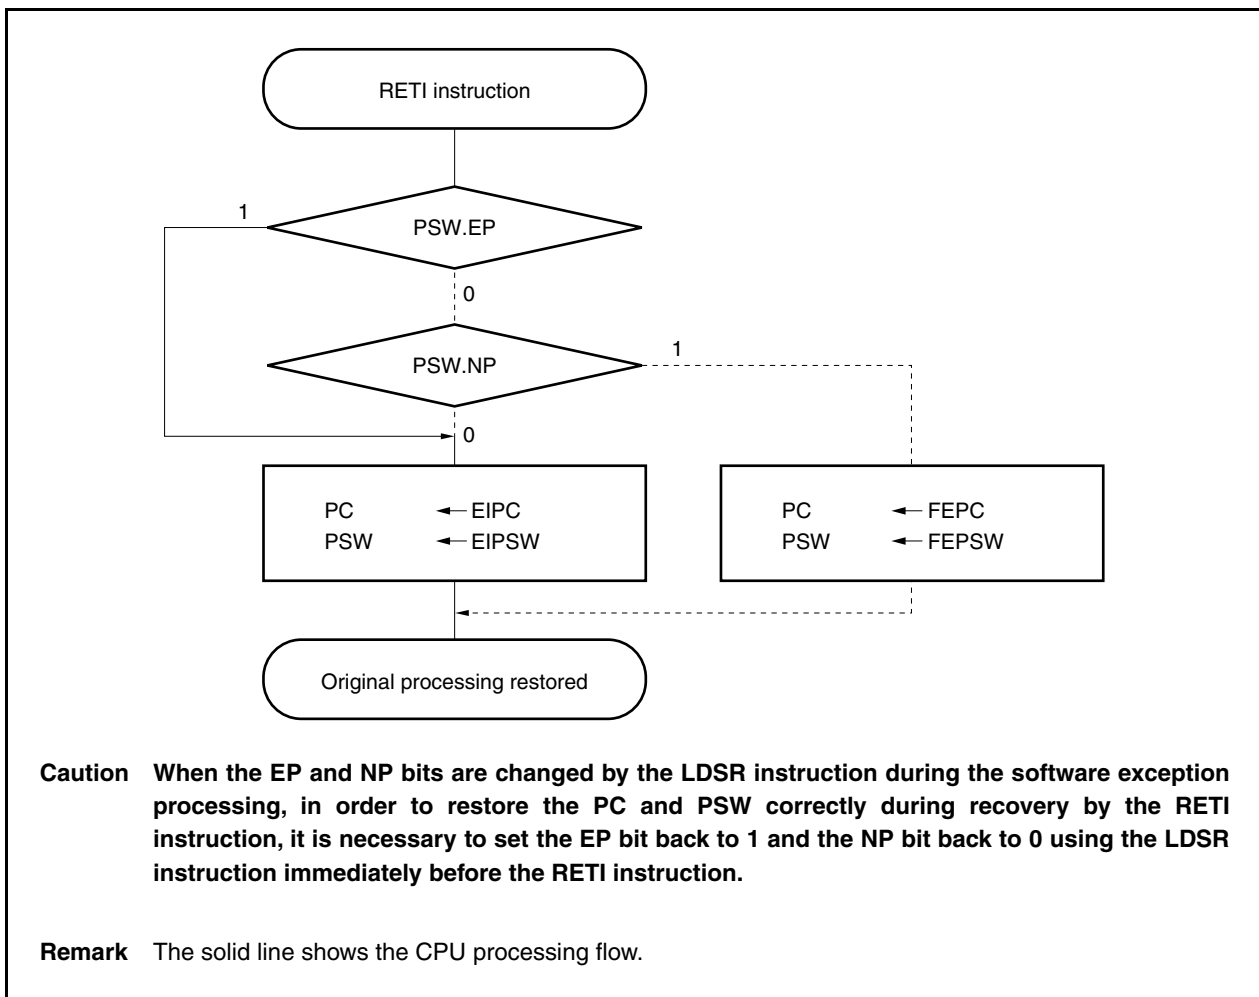 RETI instruction
1
PSW.EP
0
1
PSW.NP
0
PC ← EIPC
PSW ← EIPSW
PC ← FEPC
PSW ← FEPSW
Original processing restored
Caution When the EP and NP bits are changed by the LDSR instruction during the software exception
processing, in order to restore the PC and PSW correctly during recovery by the RETI
instruction, it is necessary to set the EP bit back to 1 and the NP bit back to 0 using the LDSR
instruction immediately before the RETI instruction.
Remark The solid line shows the CPU processing flow.